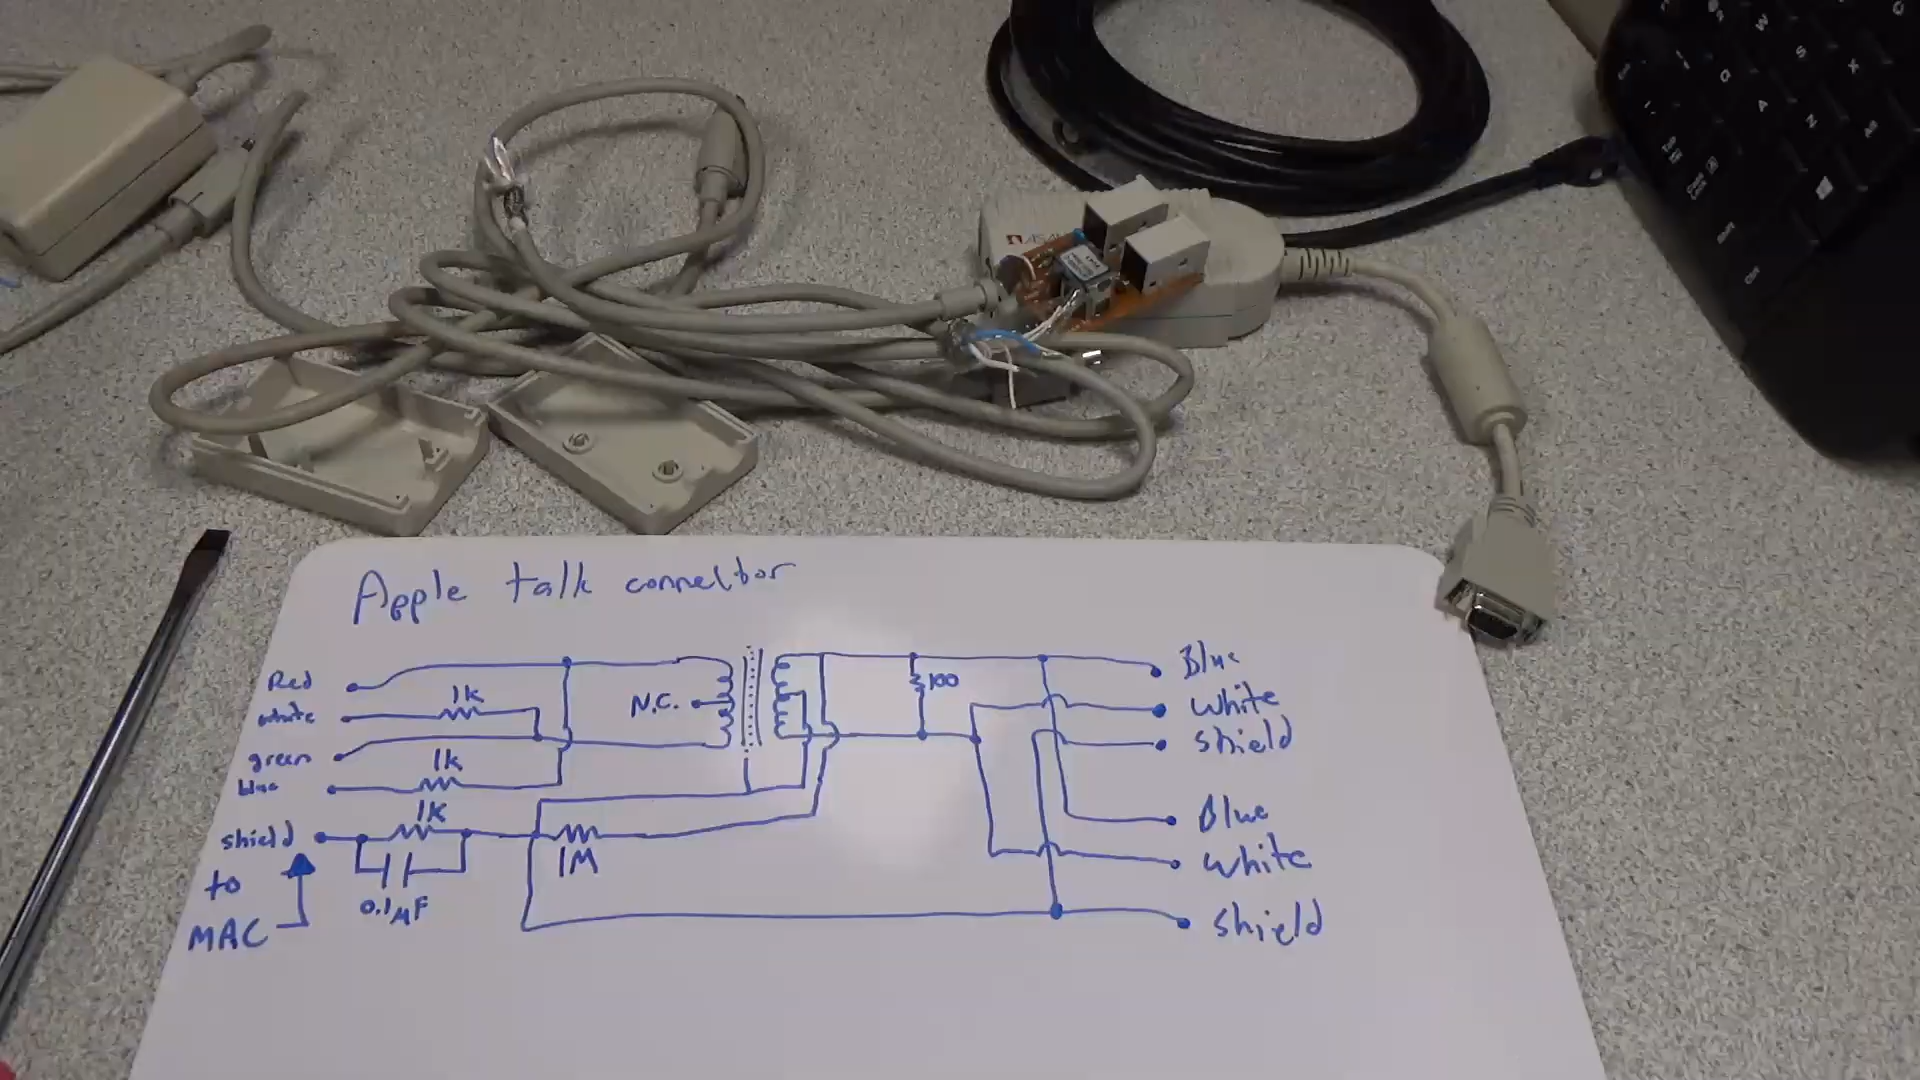 Apple talk connector
Red
white
green
blue
shield
to
MAC
1k
1k
1k
0.1µF
N.C.
1M
100
Blue
white
shield
Blue
white
shield